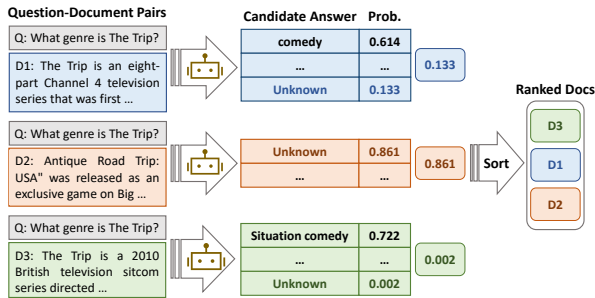 Question-Document Pairs
Candidate Answer Prob.
Q: What genre is The Trip?
D1: The Trip is an eight-
part Channel 4 television
series that was first ...
comedy 0.614
... ...
Unknown 0.133
0.133
Q: What genre is The Trip?
D2: Antique Road Trip:
USA" was released as an
exclusive game on Big ...
Unknown 0.861
... ...
0.861
Q: What genre is The Trip?
D3: The Trip is a 2010
British television sitcom
series directed ...
Situation comedy 0.722
... ...
Unknown 0.002
0.002
Sort
Ranked Docs
D3
D1
D2